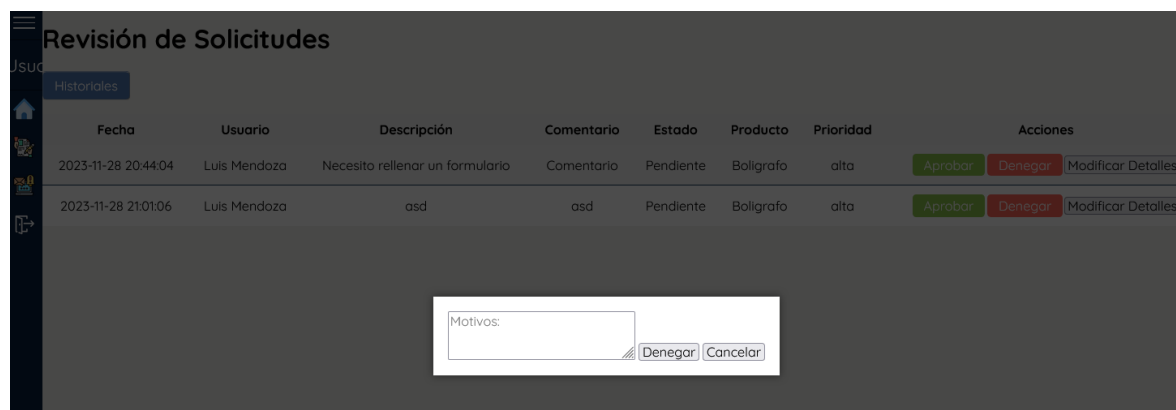 Revisión de Solicitudes
Historiales
Fecha Usuario Descripción Comentario Estado Producto Prioridad Acciones
2023-11-28 20:44:04 Luis Mendoza Necesito rellenar un formulario Comentario Pendiente Boligrafo alta Aprobar Denegar Modificar Detalles
2023-11-28 21:01:06 Luis Mendoza asd asd Pendiente Boligrafo alta Aprobar Denegar Modificar Detalles
Motivos:
Denegar Cancelar